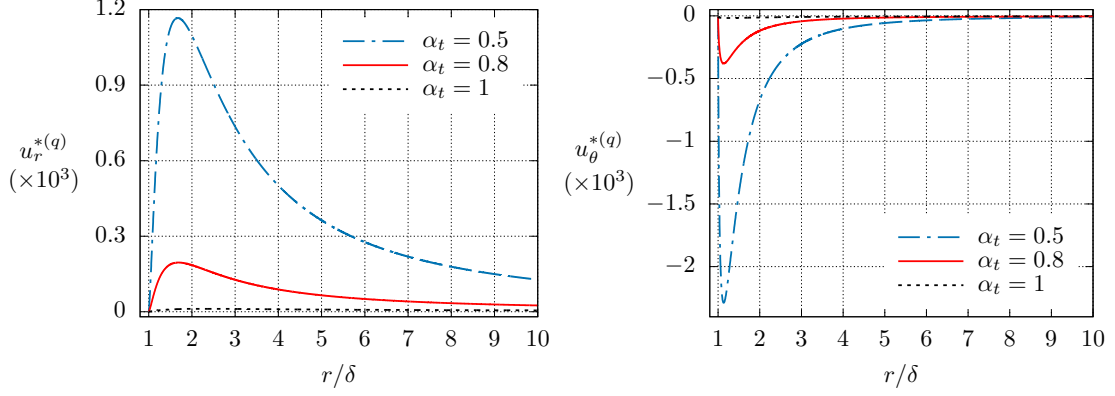 1.2
0.9
0.6
0.3
0
u_r^{*(q)}
(×10^3)
α_t = 0.5
α_t = 0.8
α_t = 1
1 2 3 4 5 6 7 8 9 10
r/δ
0
−0.5
−1
−1.5
−2
u_θ^{*(q)}
(×10^3)
α_t = 0.5
α_t = 0.8
α_t = 1
1 2 3 4 5 6 7 8 9 10
r/δ